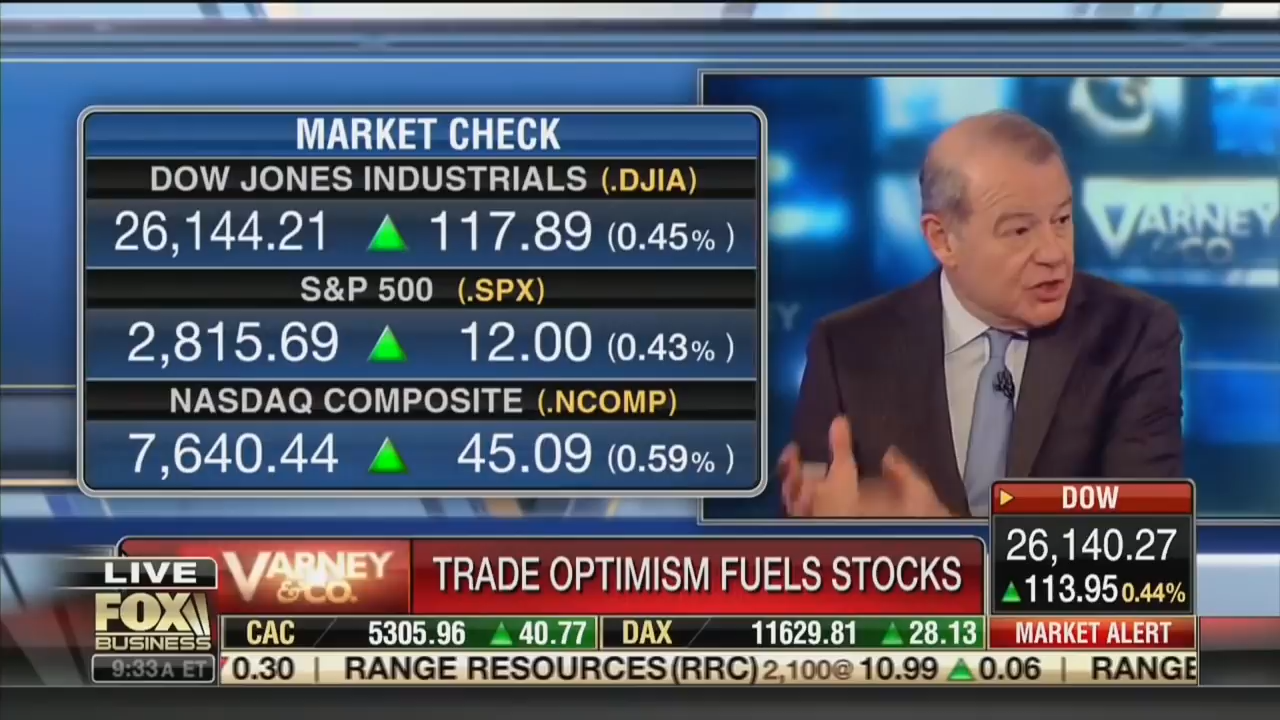 MARKET CHECK
DOW JONES INDUSTRIALS (.DJIA)
26,144.21 ▲ 117.89 (0.45% )
S&P 500 (.SPX)
2,815.69 ▲ 12.00 (0.43% )
NASDAQ COMPOSITE (.NCOMP)
7,640.44 ▲ 45.09 (0.59% )
VARNEY
& CO.
DOW
26,140.27
▲113.95 0.44%
MARKET ALERT
LIVE
FOX
BUSINESS
9:33A ET
VARNEY
& CO.
TRADE OPTIMISM FUELS STOCKS
CAC 5305.96 ▲ 40.77 DAX 11629.81 ▲ 28.13
0.30 | RANGE RESOURCES(RRC) 2,100@ 10.99 ▲ 0.06 | RANGE